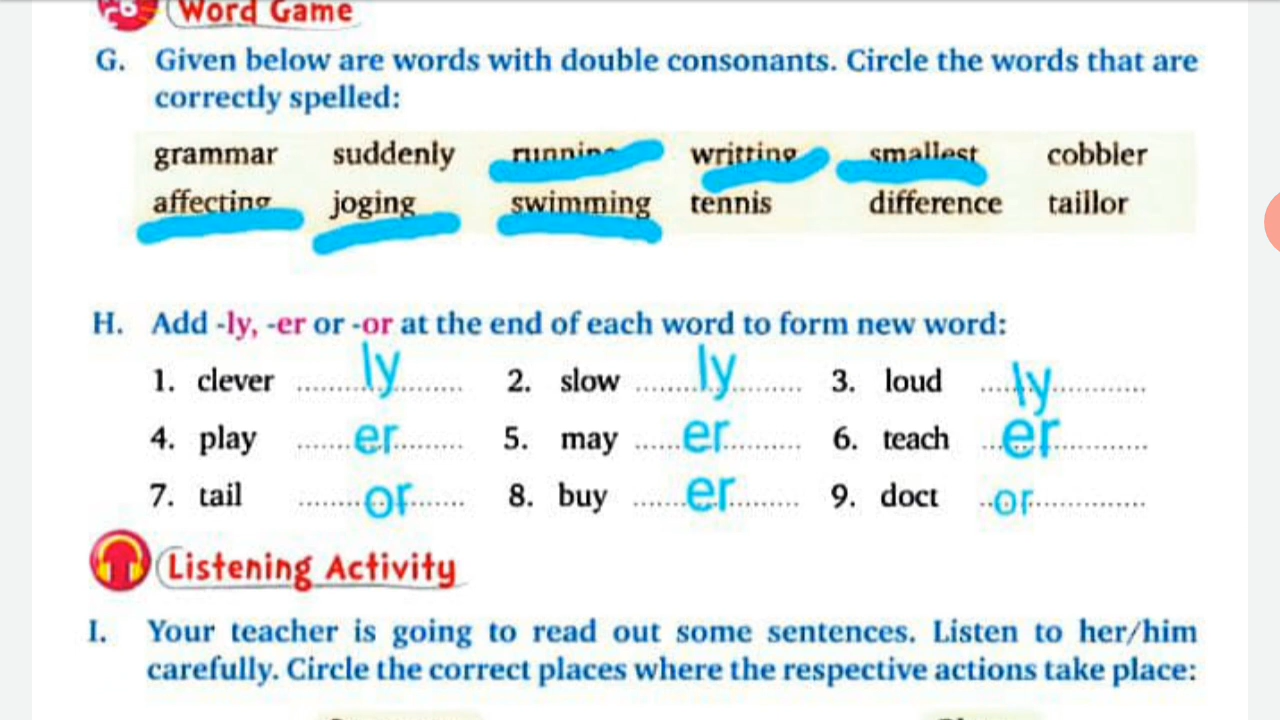 Word Game
G. Given below are words with double consonants. Circle the words that are
correctly spelled:
grammar suddenly running writting smallest cobbler
affecting joging swimming tennis difference taillor
H. Add -ly, -er or -or at the end of each word to form new word:
1. clever ly 2. slow ly 3. loud ly
4. play er 5. may er 6. teach er
7. tail or 8. buy er 9. doct or
Listening Activity
I. Your teacher is going to read out some sentences. Listen to her/him
carefully. Circle the correct places where the respective actions take place: